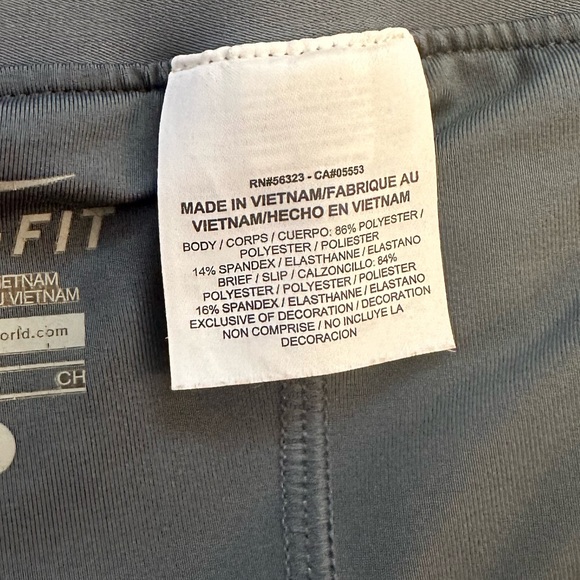 RN#56323 - CA#05553
MADE IN VIETNAM/FABRIQUE AU
VIETNAM/HECHO EN VIETNAM
BODY / CORPS / CUERPO: 86% POLYESTER /
POLYESTER / POLIESTER
14% SPANDEX / ELASTHANNE / ELASTANO
BRIEF / SLIP / CALZONCILLO: 84%
POLYESTER / POLYESTER / POLIESTER
16% SPANDEX / ELASTHANNE / ELASTANO
EXCLUSIVE OF DECORATION / DECORATION
NON COMPRISE / NO INCLUYE LA
DECORACION
FIT
VIETNAM
orld.com
CH